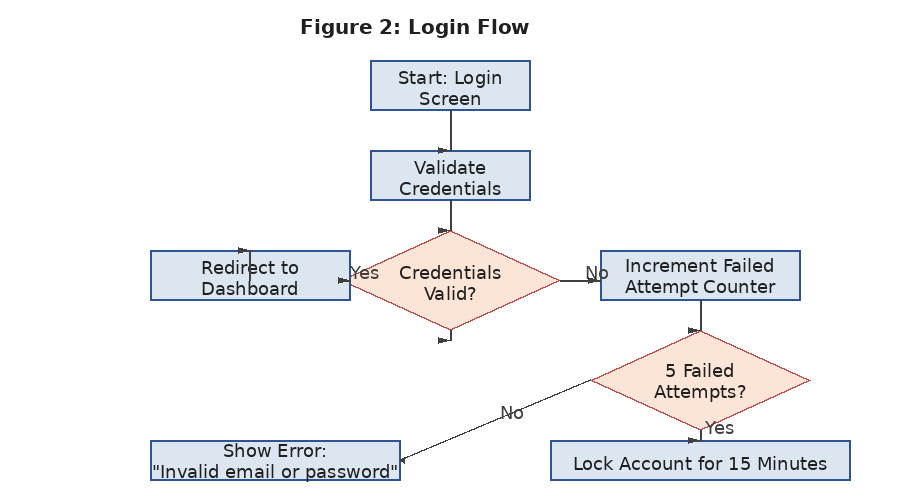 Figure 2: Login Flow
Start: Login
Screen
Validate
Credentials
Redirect to
Dashboard
Yes
Credentials
Valid?
No
Increment Failed
Attempt Counter
5 Failed
Attempts?
No
Yes
Show Error:
"Invalid email or password"
Lock Account for 15 Minutes